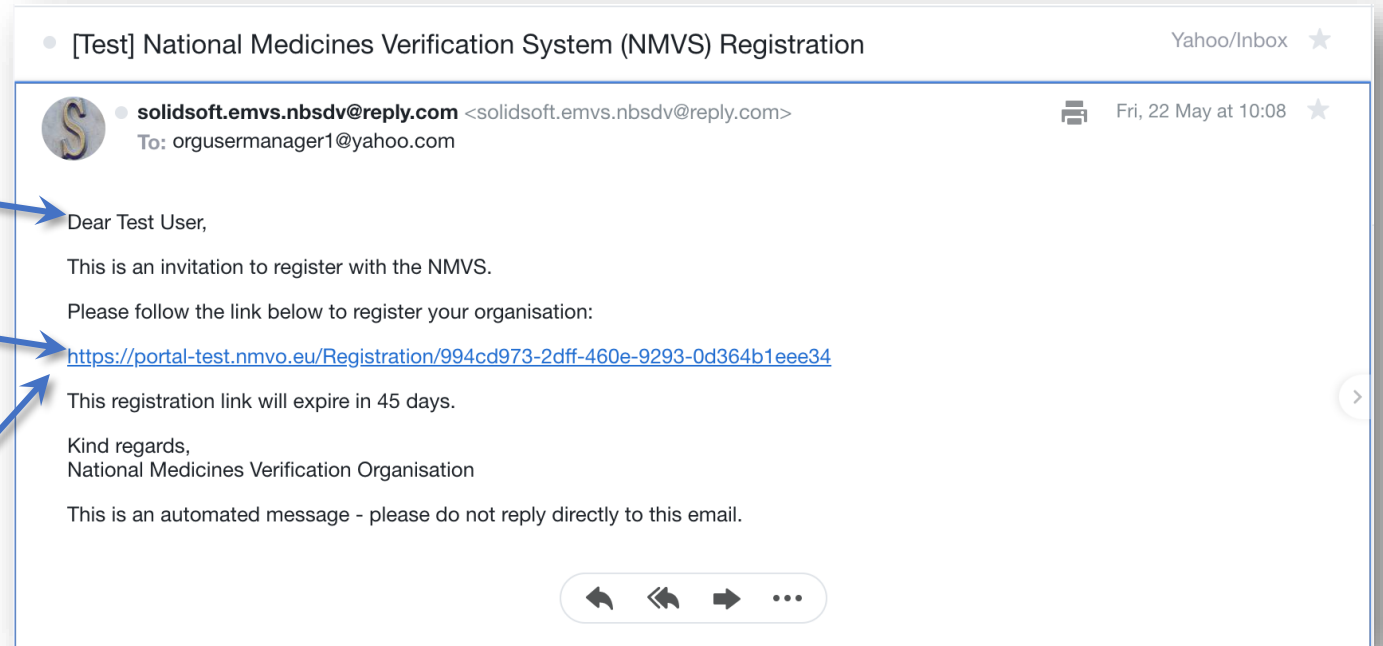 [Test] National Medicines Verification System (NMVS) Registration
Yahoo/Inbox
solidsoft.emvs.nbsdv@reply.com <solidsoft.emvs.nbsdv@reply.com>
Fri, 22 May at 10:08
To: orgusermanager1@yahoo.com
Dear Test User,
This is an invitation to register with the NMVS.
Please follow the link below to register your organisation:
https://portal-test.nmvo.eu/Registration/994cd973-2dff-460e-9293-0d364b1eee34
This registration link will expire in 45 days.
Kind regards,
National Medicines Verification Organisation
This is an automated message - please do not reply directly to this email.